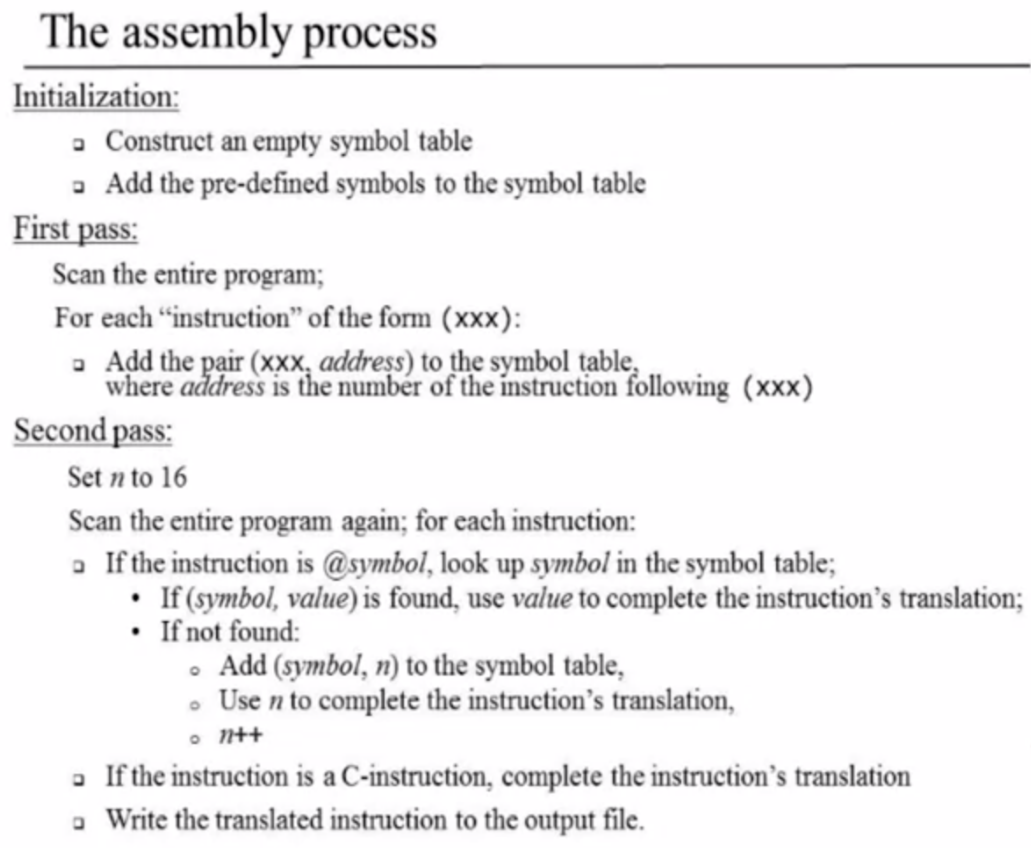 The assembly process
Initialization:
❑ Construct an empty symbol table
❑ Add the pre-defined symbols to the symbol table
First pass:
Scan the entire program;
For each “instruction” of the form (xxx):
❑ Add the pair (xxx, address) to the symbol table,
where address is the number of the instruction following (xxx)
Second pass:
Set n to 16
Scan the entire program again; for each instruction:
❑ If the instruction is @symbol, look up symbol in the symbol table;
• If (symbol, value) is found, use value to complete the instruction’s translation;
• If not found:
○ Add (symbol, n) to the symbol table,
○ Use n to complete the instruction’s translation,
○ n++
❑ If the instruction is a C-instruction, complete the instruction’s translation
❑ Write the translated instruction to the output file.